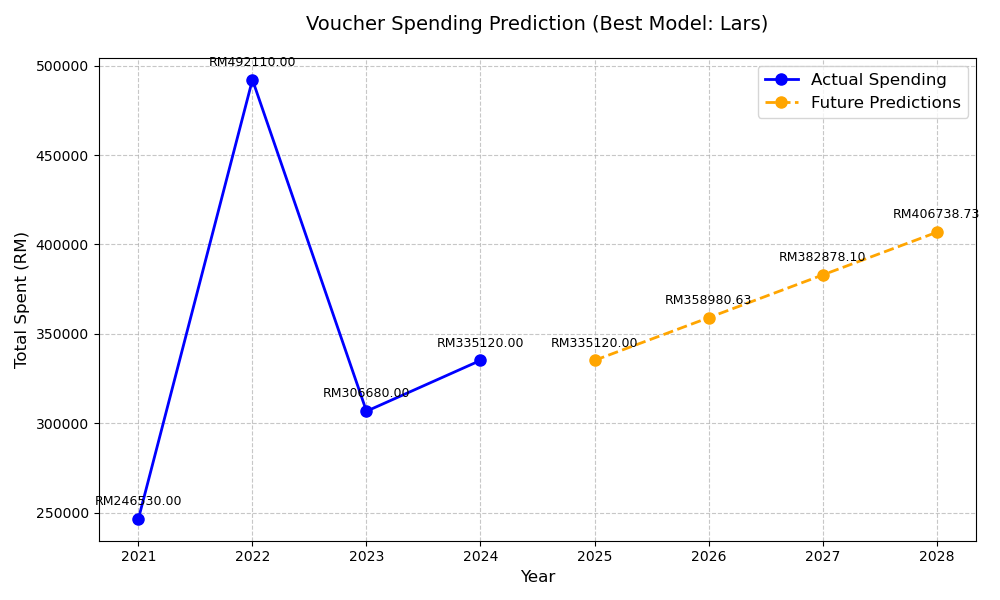 Voucher Spending Prediction (Best Model: Lars)
Actual Spending
Future Predictions
Total Spent (RM)
500000
450000
400000
350000
300000
250000
RM246530.00
RM492110.00
RM306680.00
RM335120.00
RM335120.00
RM358980.63
RM382878.10
RM406738.73
2021
2022
2023
2024
2025
2026
2027
2028
Year